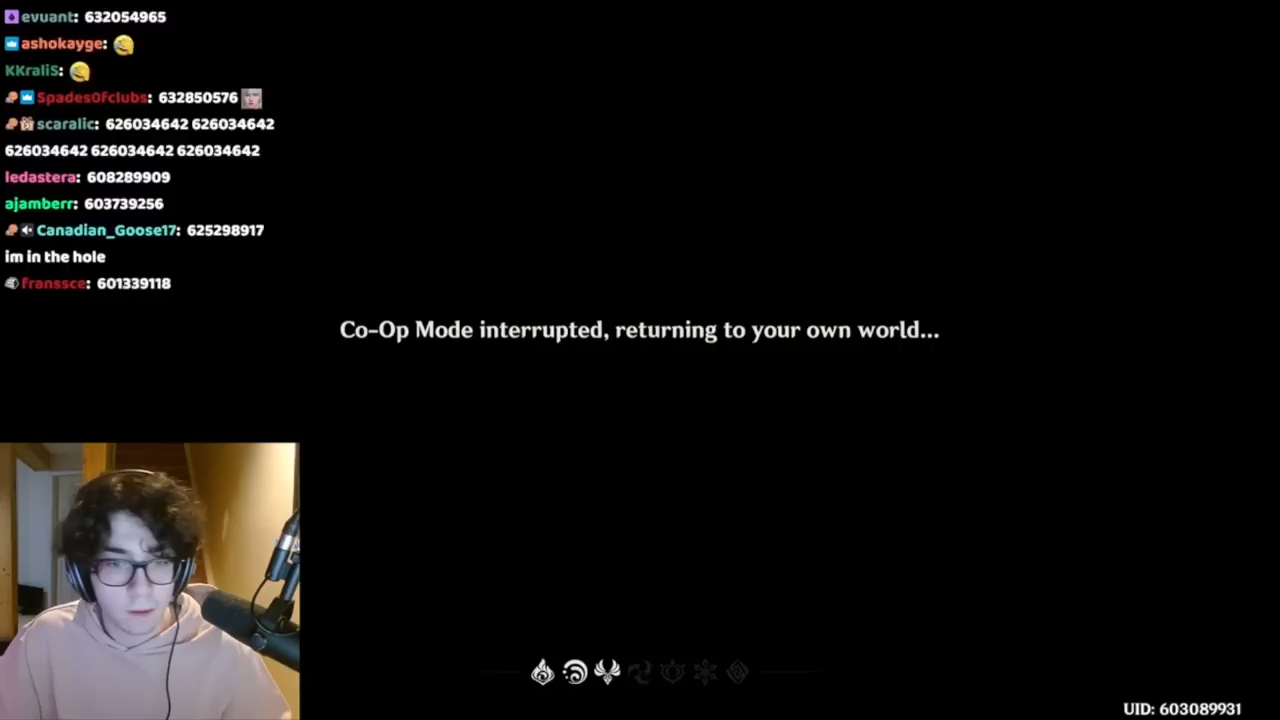 evuant: 632054965
ashokayge:
KKraliS:
SpadesOfclubs: 632850576
scaralic: 626034642 626034642
626034642 626034642 626034642
ledastera: 608289909
ajamberr: 603739256
Canadian_Goose17: 625298917
im in the hole
franssce: 601339118
Co-Op Mode interrupted, returning to your own world...
UID: 603089931